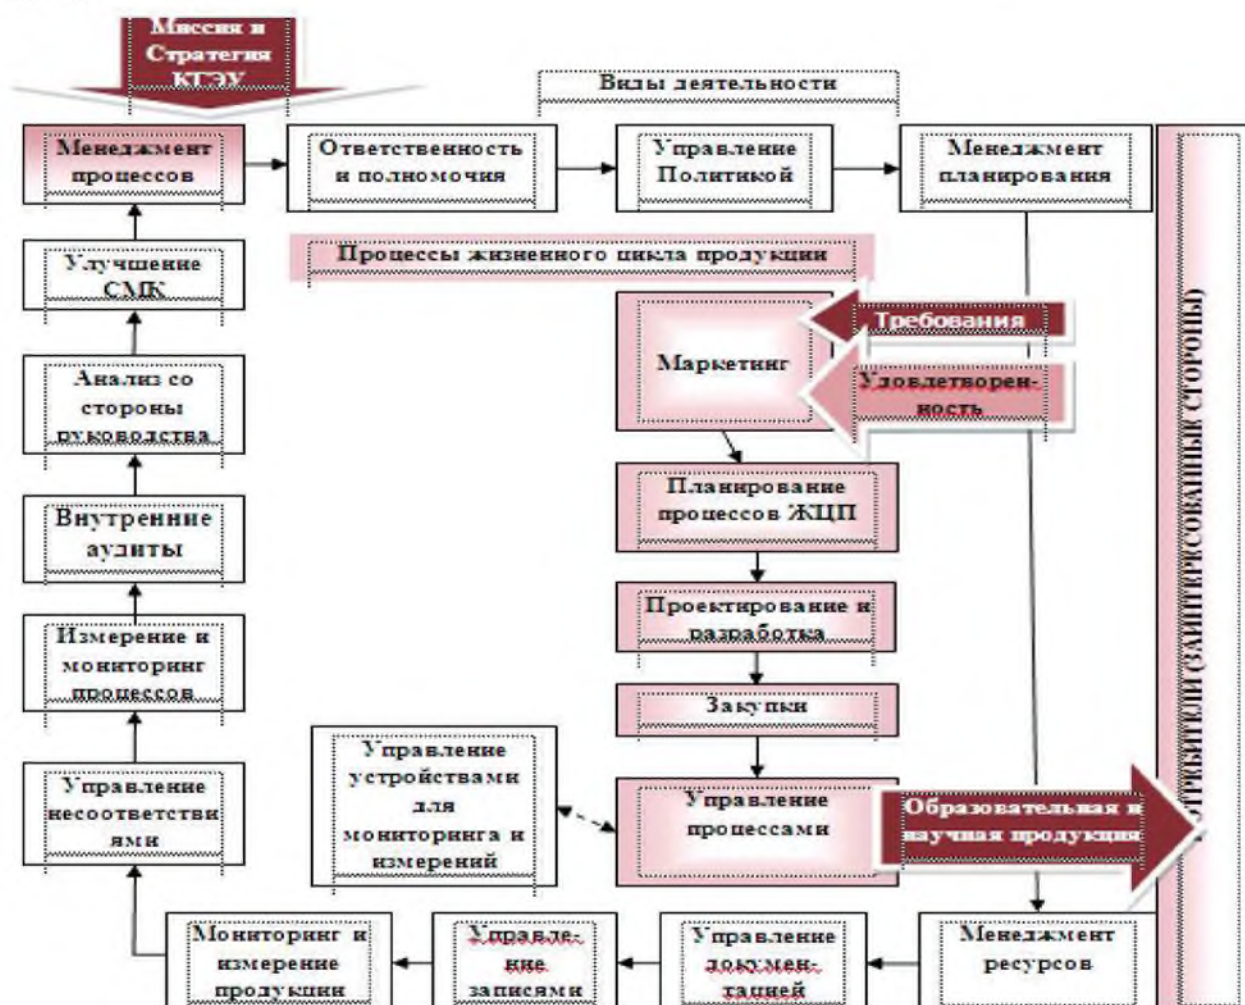 Миссия и
Стратегия
КГЭУ
Виды деятельности
Менеджмент
процессов
Ответственность
и полномочия
Управление
Политикой
Менеджмент
планирования
Улучшение
СМК
Процессы жизненного цикла продукции
Требования
Маркетинг
Удовлетворен-
ность
Анализ со
стороны
руководства
Планирование
процессов ЖЦП
Внутренние
аудиты
Проектирование и
разработка
Измерение и
мониторинг
процессов
Закупки
Управление
устройствами
для
мониторинга и
измерений
Управление
процессами
Образовательная и
научная продукция
Управление
несоответстви
ями
Мониторинг и
измерение
продукции
Управле-
ние
записями
Управление
докумен-
тацией
Менеджмент
ресурсов
(ЗАИНТЕРЕСОВАННЫЕ СТОРОНЫ)